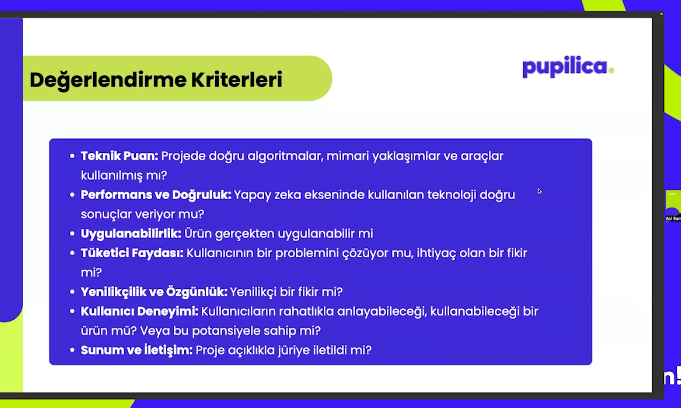 Değerlendirme Kriterleri
pupilica.
• Teknik Puan: Projede doğru algoritmalar, mimari yaklaşımlar ve araçlar
kullanılmış mı?
• Performans ve Doğruluk: Yapay zeka ekseninde kullanılan teknoloji doğru
sonuçlar veriyor mu?
• Uygulanabilirlik: Ürün gerçekten uygulanabilir mi
• Tüketici Faydası: Kullanıcının bir problemini çözüyor mu, ihtiyaç olan bir fikir
mi?
• Yenilikçilik ve Özgünlük: Yenilikçi bir fikir mi?
• Kullanıcı Deneyimi: Kullanıcıların rahatlıkla anlayabileceği, kullanabileceği bir
ürün mü? Veya bu potansiyele sahip mi?
• Sunum ve İletişim: Proje açıklıkla jüriye iletildi mi?
n!